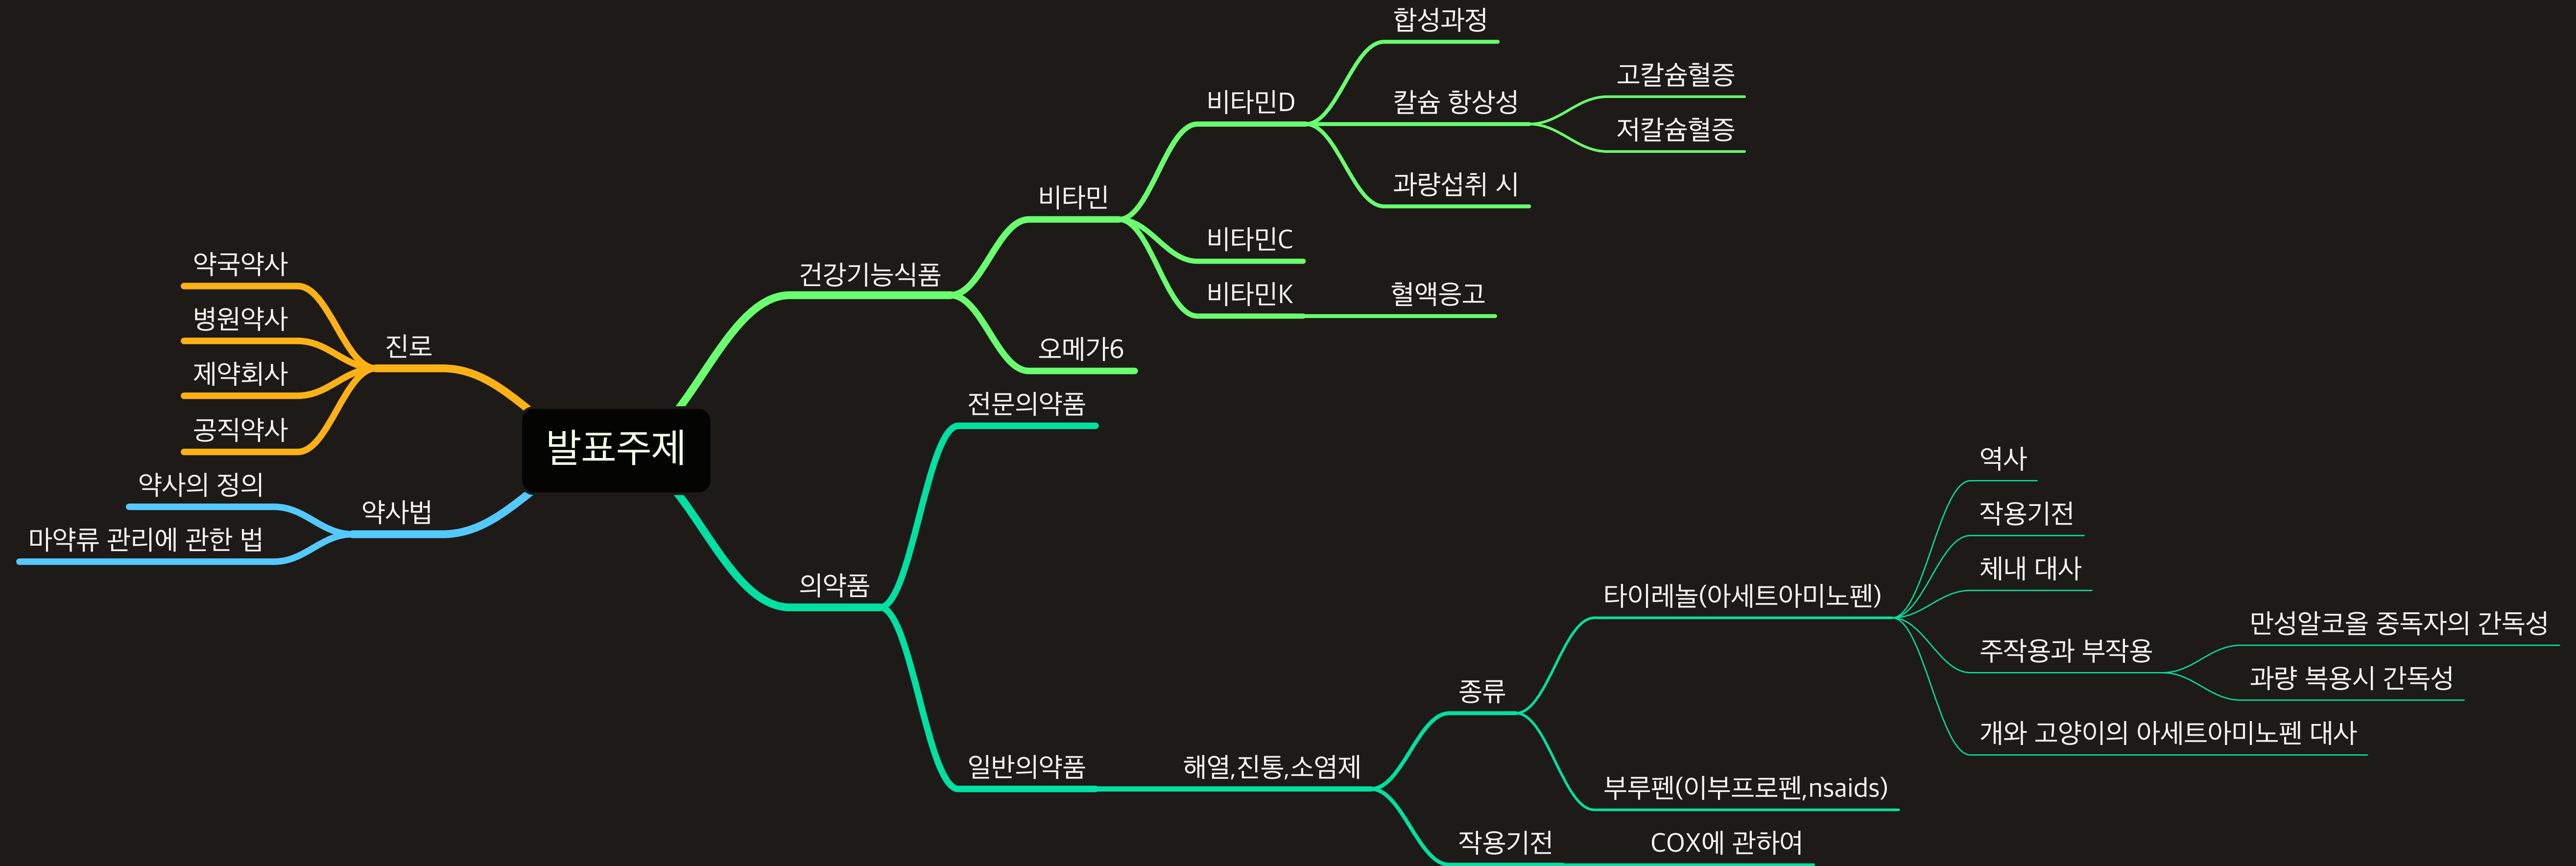 발표주제
진로
약국약사
병원약사
제약회사
공직약사
약사법
약사의 정의
마약류 관리에 관한 법
건강기능식품
비타민
비타민D
합성과정
칼슘 항상성
고칼슘혈증
저칼슘혈증
과량섭취 시
비타민C
비타민K
혈액응고
오메가6
의약품
전문의약품
일반의약품
해열,진통,소염제
종류
타이레놀(아세트아미노펜)
역사
작용기전
체내 대사
주작용과 부작용
만성알코올 중독자의 간독성
과량 복용시 간독성
개와 고양이의 아세트아미노펜 대사
부루펜(이부프로펜,nsaids)
작용기전
COX에 관하여